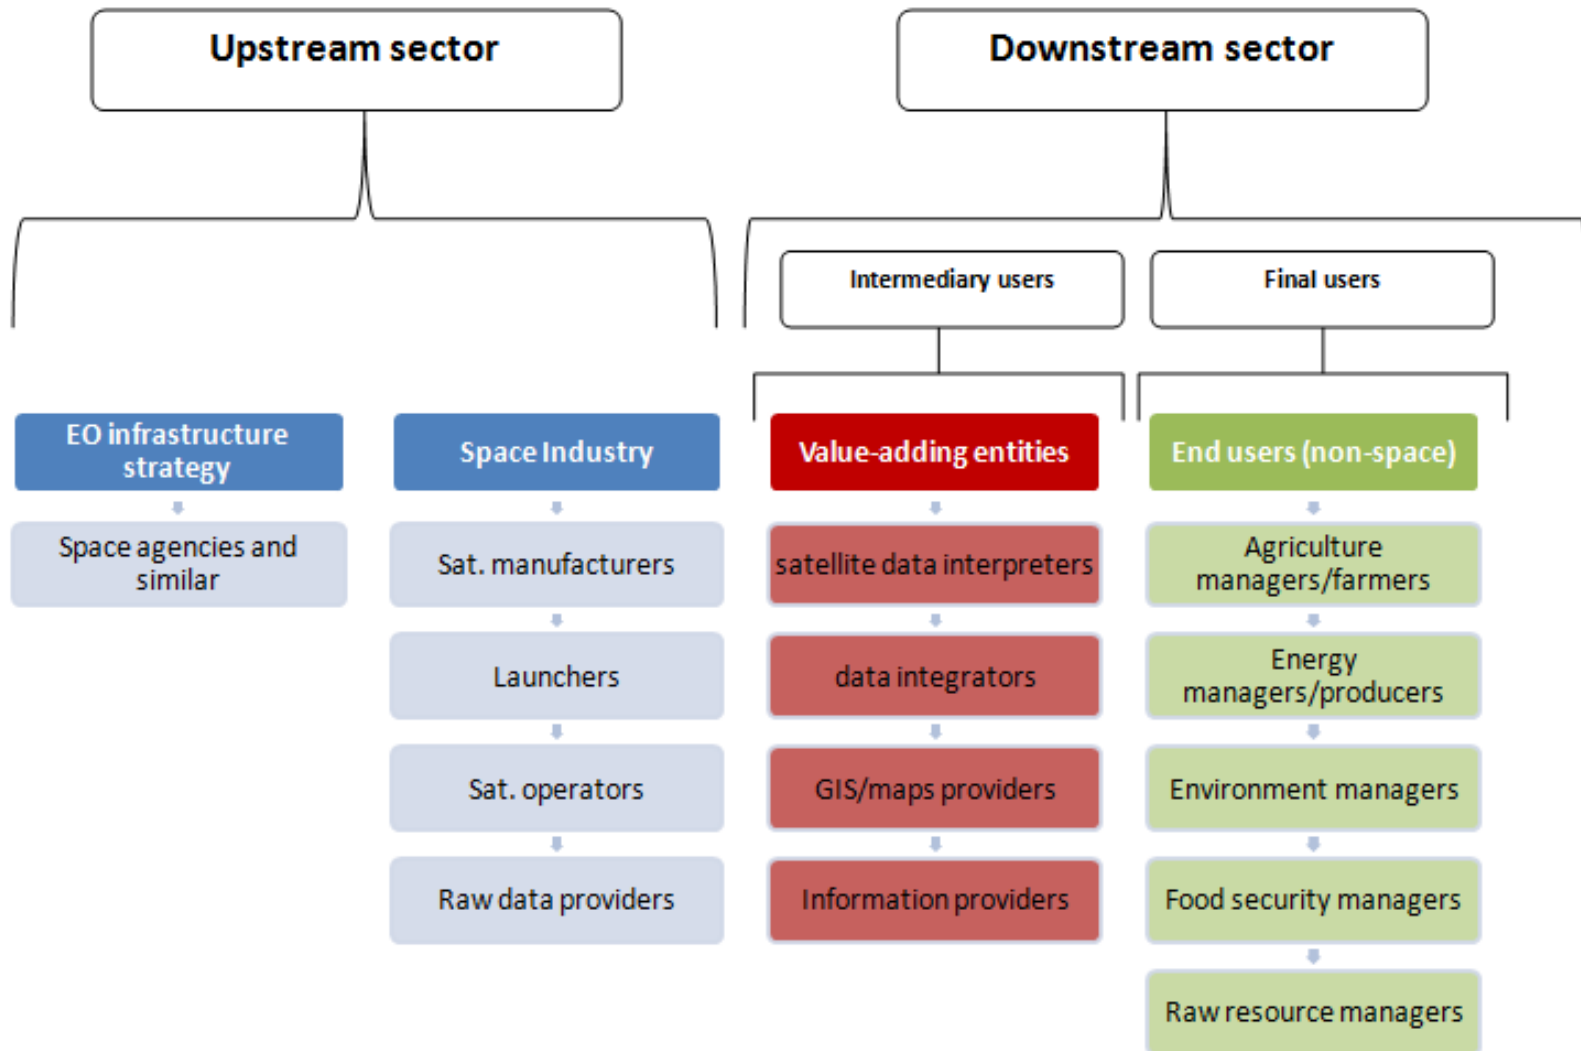 Upstream sector
Downstream sector
Intermediary users
Final users
EO infrastructure
strategy
Space agencies and
similar
Space Industry
Sat. manufacturers
Launchers
Sat. operators
Raw data providers
Value-adding entities
satellite data interpreters
data integrators
GIS/maps providers
Information providers
End users (non-space)
Agriculture
managers/farmers
Energy
managers/producers
Environment managers
Food security managers
Raw resource managers